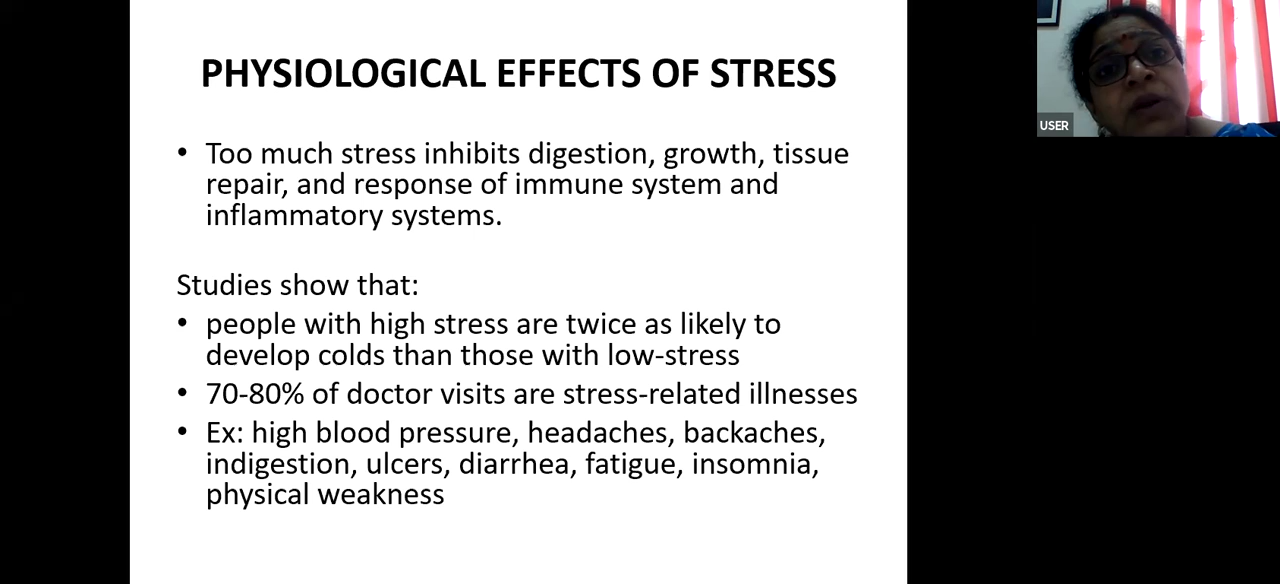 PHYSIOLOGICAL EFFECTS OF STRESS
• Too much stress inhibits digestion, growth, tissue
repair, and response of immune system and
inflammatory systems.
Studies show that:
• people with high stress are twice as likely to
develop colds than those with low-stress
• 70-80% of doctor visits are stress-related illnesses
• Ex: high blood pressure, headaches, backaches,
indigestion, ulcers, diarrhea, fatigue, insomnia,
physical weakness
USER